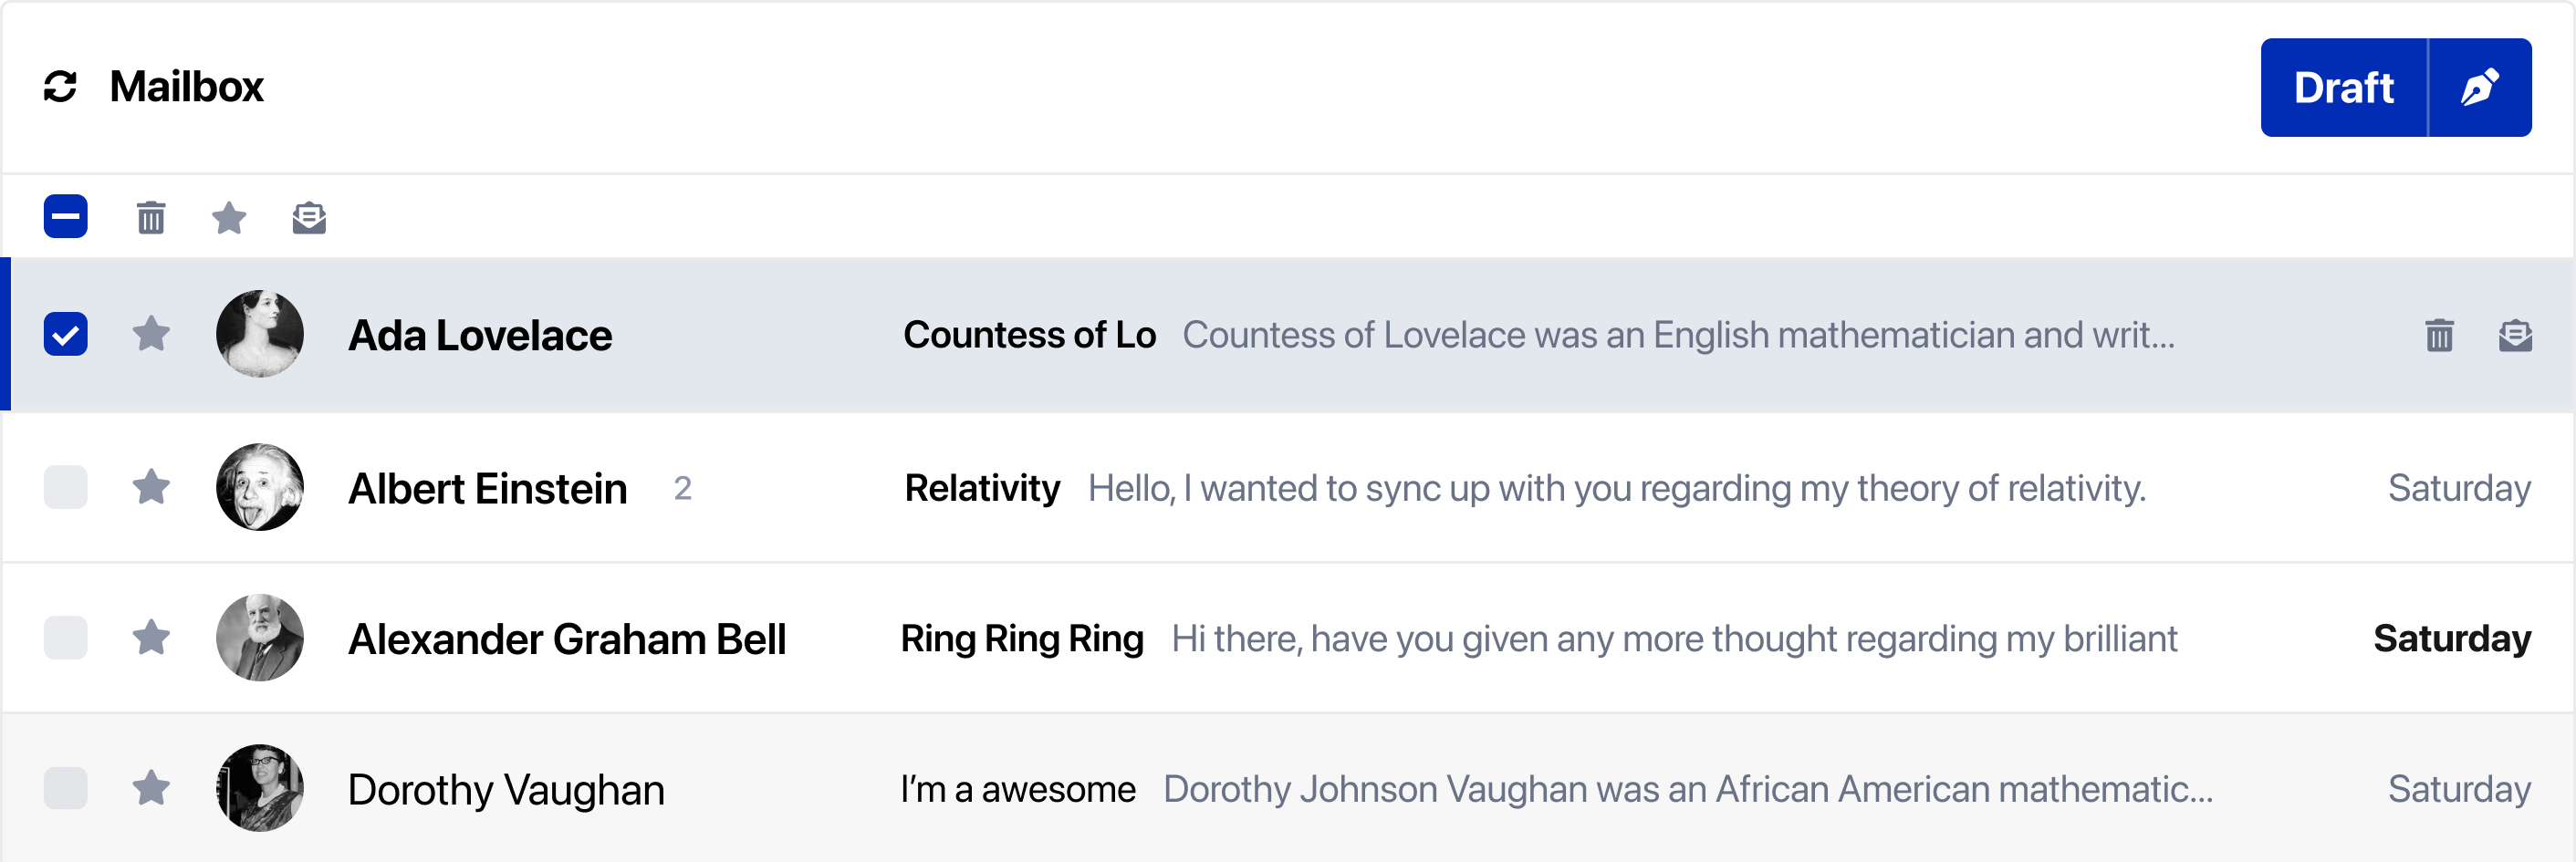 Mailbox
Draft
Ada Lovelace Countess of Lo Countess of Lovelace was an English mathematician and writ...
Albert Einstein 2 Relativity Hello, I wanted to sync up with you regarding my theory of relativity. Saturday
Alexander Graham Bell Ring Ring Ring Hi there, have you given any more thought regarding my brilliant Saturday
Dorothy Vaughan I’m a awesome Dorothy Johnson Vaughan was an African American mathematic... Saturday